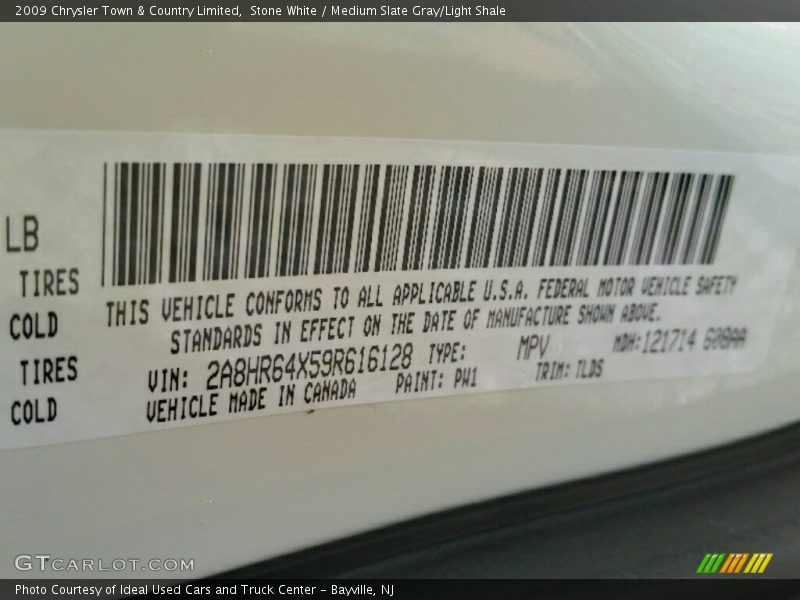 2009 Chrysler Town & Country Limited,  Stone White / Medium Slate Gray/Light Shale
LB
TIRES
COLD
TIRES
COLD
THIS VEHICLE CONFORMS TO ALL APPLICABLE U.S.A. FEDERAL MOTOR VEHICLE SAFETY
STANDARDS IN EFFECT ON THE DATE OF MANUFACTURE SHOWN ABOVE.
VIN: 2A8HR64X59R616128 TYPE: MPV MDH:121714 608AA
VEHICLE MADE IN CANADA PAINT: PW1 TRIM: TLDS
GTCARLOT.COM
Photo Courtesy of Ideal Used Cars and Truck Center - Bayville, NJ